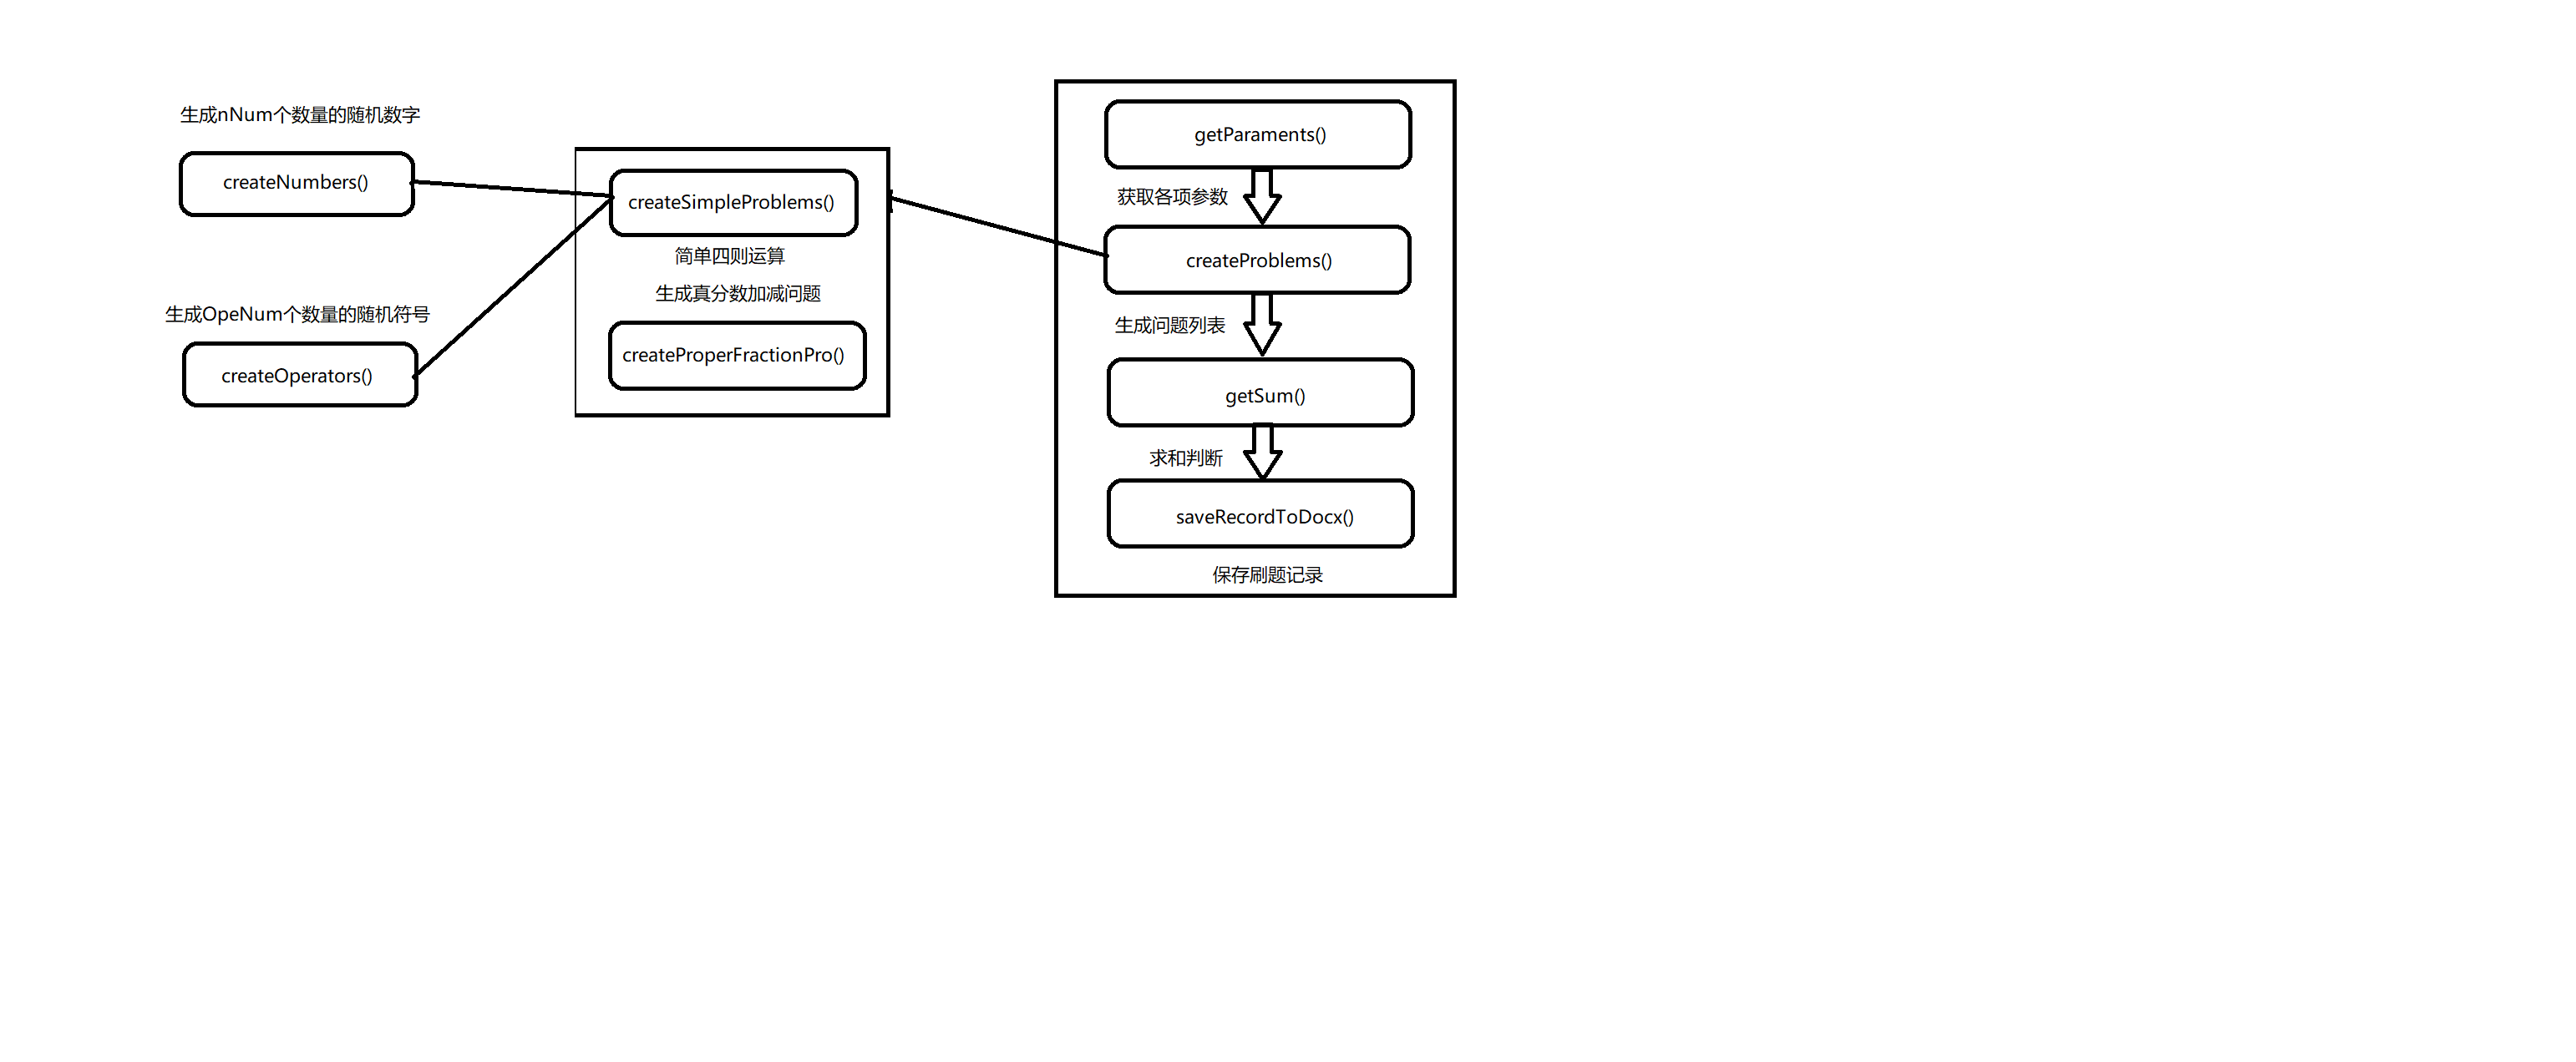 生成nNum个数量的随机数字
createNumbers()
生成OpeNum个数量的随机符号
createOperators()
createSimpleProblems()
简单四则运算
生成真分数加减问题
createProperFractionPro()
getParaments()
获取各项参数
createProblems()
生成问题列表
getSum()
求和判断
saveRecordToDocx()
保存刷题记录